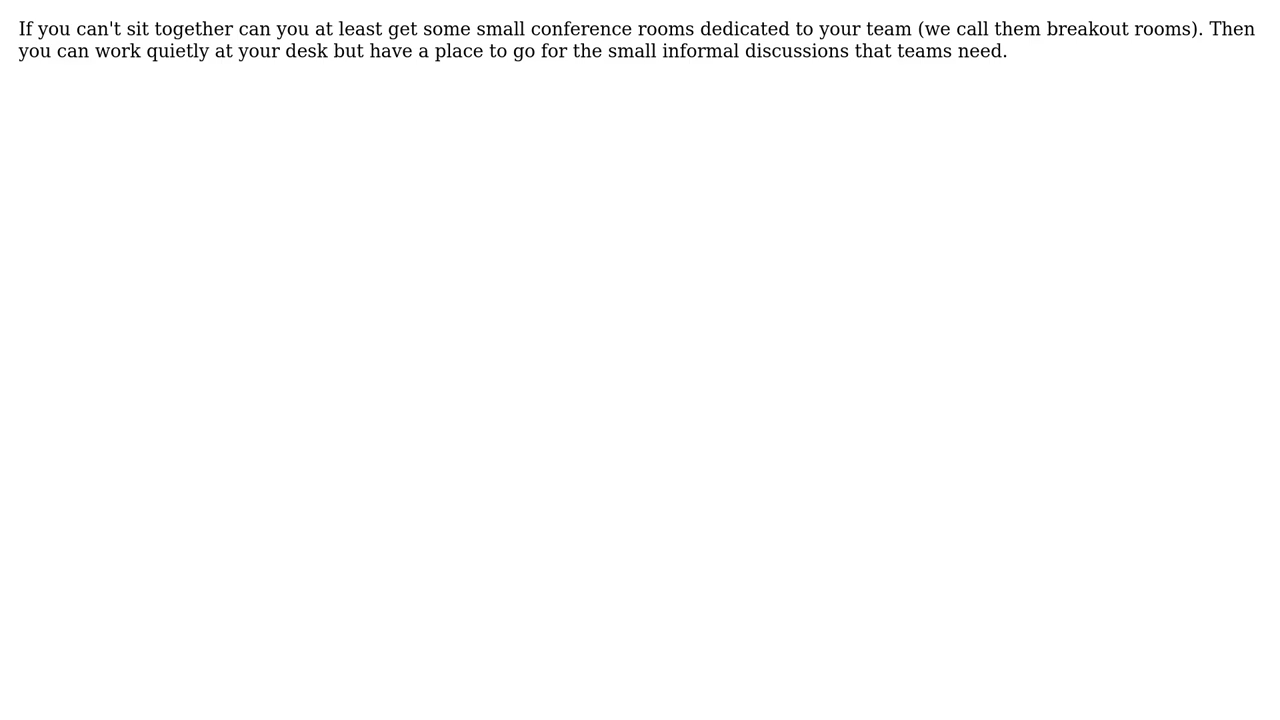 If you can't sit together can you at least get some small conference rooms dedicated to your team (we call them breakout rooms). Then
you can work quietly at your desk but have a place to go for the small informal discussions that teams need.